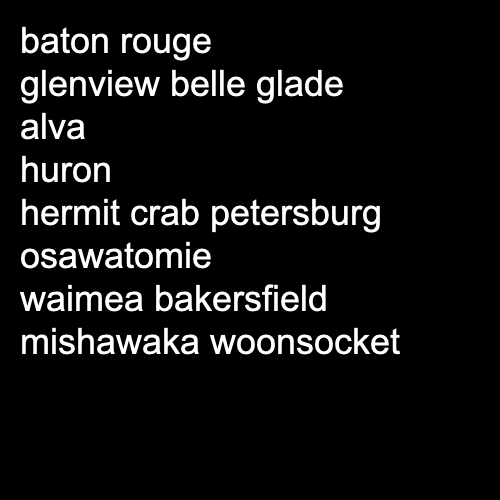 baton rouge
glenview belle glade
alva
huron
hermit crab petersburg
osawatomie
waimea bakersfield
mishawaka woonsocket